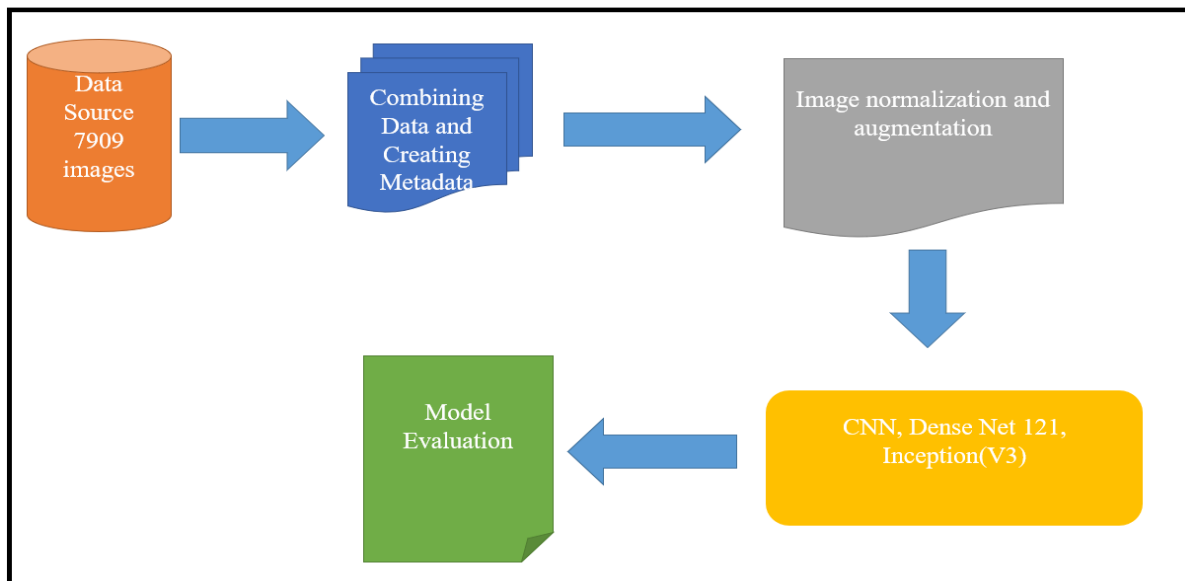 Data
Source
7909
images
Combining
Data and
Creating
Metadata
Image normalization and
augmentation
CNN, Dense Net 121,
Inception(V3)
Model
Evaluation